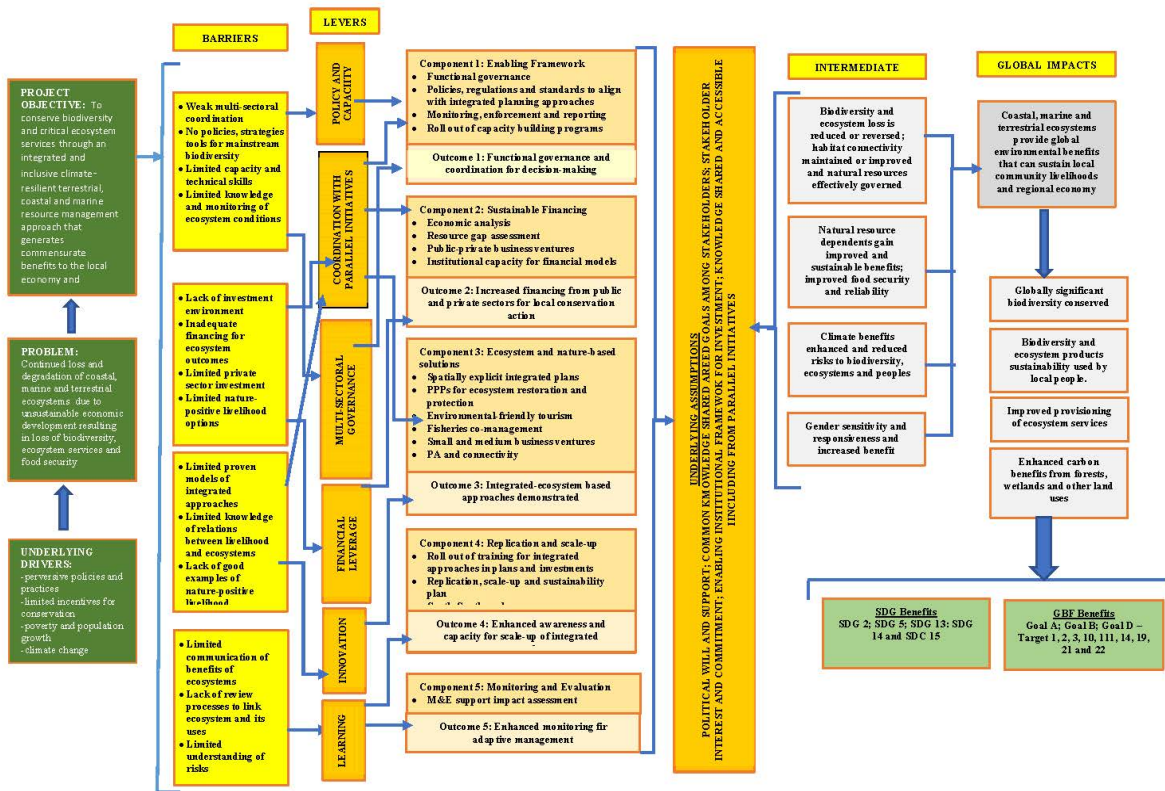 PROJECT
OBJECTIVE: To
conserve biodiversity
and critical ecosystem
services through an
integrated and
inclusive climate-
resilient terrestrial,
coastal and marine
resource management
approach that
generates
commensurate
benefits to the local
economy and
PROBLEM:
Continued loss and
degradation of coastal,
marine and terrestrial
ecosystems due to
unsustainable economic
development resulting
in loss of biodiversity,
ecosystem services and
food security
UNDERLYING
DRIVERS:
-perversive policies and
practices
-limited incentives for
conservation
-poverty and population
growth
-climate change
BARRIERS
• Weak multi-sectoral
coordination
• No policies, strategies
tools for mainstream
biodiversity
• Limited capacity and
technical skills
• Limited knowledge
and monitoring of
ecosystem conditions
• Lack of investment
environment
• Inadequate
financing for
ecosystem
outcomes
• Limited private
sector investment
• Limited nature-
positive livelihood
options
• Limited proven
models of integrated
approaches
• Limited knowledge
of relations
between livelihood
and ecosystems
• Lack of good
examples of
nature-positive
livelihood
• Limited
communication of
benefits of
ecosystems
• Lack of review
processes to link
ecosystem and its
uses
• Limited
understanding of
risks
LEVERS
POLICY AND
CAPACIITY
COORDINATION WITH
PARALLEL INITIATIVES
MULTI-SECTORAL
GOVERNANCE
FINANCIAL
LEVERAGE
INNOVATION
LEARNING
Component 1: Enabling Framework
• Functional governance
• Policies, regulations and standards to align
with integrated planning approaches
• Monitoring, enforcement and reporting
• Roll out of capacity building programs
Outcome 1: Functional governance and
coordination for decision-making
Component 2: Sustainable Financing
• Economic analysis
• Resource gap assessment
• Public-private business ventures
• Institutional capacity for financial models
Outcome 2: Increased financing from
public and private sectors for local conservation
action
Component 3: Ecosystem and nature-based
solutions
• Spatially explicit integrated plans
• PPPs for ecosystem restoration and
protection
• Environmental-friendly tourism
• Fisheries co-management
• Small and medium business ventures
• PA and connectivity
Outcome 3: Integrated-ecosystem based
approaches demonstrated
Component 4: Replication and scale-up
• Roll out of training for integrated
approaches in plans and investments
• Replication, scale-up and sustainability
plan
Outcome 4: Enhanced awareness and
capacity for scale-up of integrated
Component 5: Monitoring and Evaluation
• M&E support impact assessment
Outcome 5: Enhanced monitoring fir
adaptive management
UNDERLYING ASSUMPTIONS
POLITICAL WILL AND SUPPORT; COMMON KMOWLEDGE SHARED ARED GOALS AMONG STAKEHOLDERS; STAKEHOLDER
INTEREST AND COMMITMENT; ENABLING INSTITUTIONAL FRAMEWOK FOR INVESTMENT; KNOWLEDGE SHARED AND ACCESSIBLE
IINCLUDING FROM PARALLEL INITIATIVES
INTERMEDIATE
Biodiversity and
ecosystem loss is
reduced or reversed;
habitat connectivity
maintained or improved
and natural resources
effectively governed
Natural resource
dependents gain
improved and
sustainable benefits;
improved food security
and reliability
Climate benefits
enhanced and reduced
risks to biodiversity,
ecosystems and peoples
Gender sensitivity and
responsiveness and
increased benefit
GLOBAL IMPACTS
Coastal, marine and
terrestrial ecosystems
provide global
environmental benefits
that can sustain local
community livelihoods
and regional economy
Globally significant
biodiversity conserved
Biodiversity and
ecosystem products
sustainability used by
local people.
Improved provisioning
of ecosystem services
Enhanced carbon
benefits from forests,
wetlands and other land
uses
SDG Benefits
SDG 2; SDG 5; SDG 13: SDG
14 and SDC 15
GBF Benefits
Goal A; Goal B; Goal D –
Target 1, 2, 3, 10, 111, 14, 19,
21 and 22